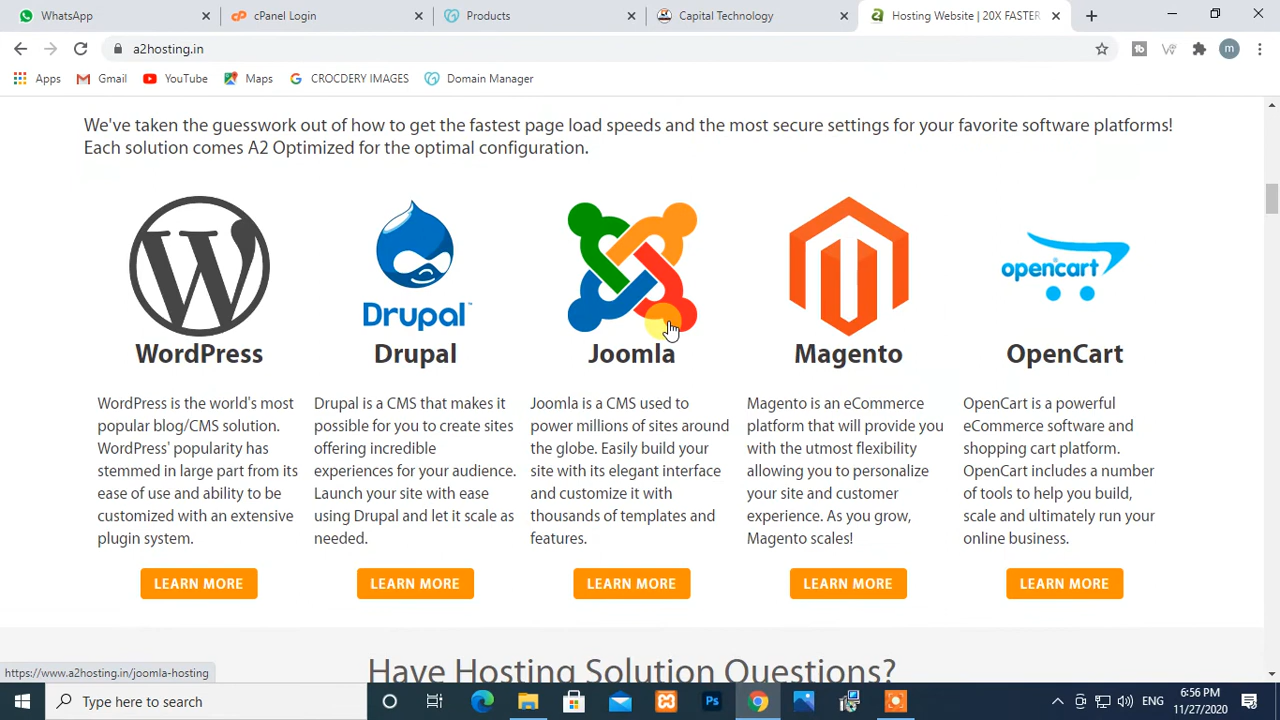 WhatsApp
cPanel Login
Products
Capital Technology
Hosting Website | 20X FASTER
a2hosting.in
m
Apps
Gmail
YouTube
Maps
CROCDERY IMAGES
Domain Manager
We've taken the guesswork out of how to get the fastest page load speeds and the most secure settings for your favorite software platforms!
Each solution comes A2 Optimized for the optimal configuration.
Drupal
opencart
WordPress
Drupal
Joomla
Magento
OpenCart
WordPress is the world's most
popular blog/CMS solution.
WordPress' popularity has
stemmed in large part from its
ease of use and ability to be
customized with an extensive
plugin system.
Drupal is a CMS that makes it
possible for you to create sites
offering incredible
experiences for your audience.
Launch your site with ease
using Drupal and let it scale as
needed.
Joomla is a CMS used to
power millions of sites around
the globe. Easily build your
site with its elegant interface
and customize it with
thousands of templates and
features.
Magento is an eCommerce
platform that will provide you
with the utmost flexibility
allowing you to personalize
your site and customer
experience. As you grow,
Magento scales!
OpenCart is a powerful
eCommerce software and
shopping cart platform.
OpenCart includes a number
of tools to help you build,
scale and ultimately run your
online business.
LEARN MORE
LEARN MORE
LEARN MORE
LEARN MORE
LEARN MORE
Have Hosting Solution Questions?
https://www.a2hosting.in/joomla-hosting
Type here to search
Ps
ENG
6:56 PM
11/27/2020